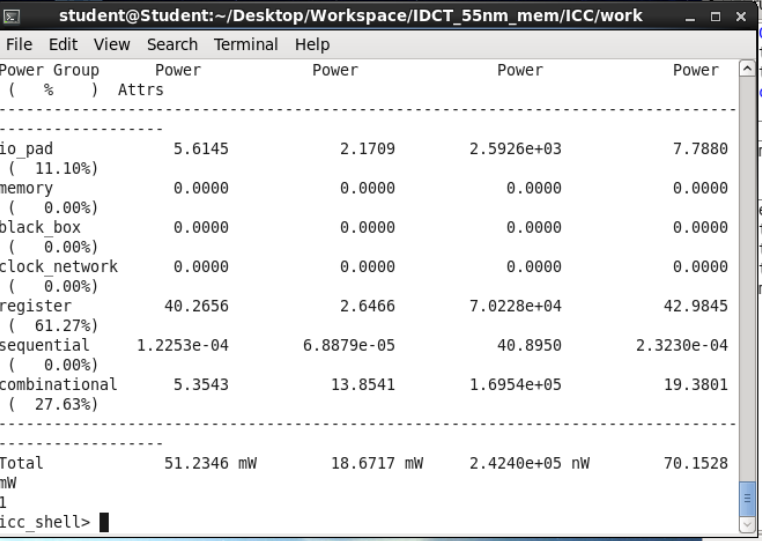 student@Student:~/Desktop/Workspace/IDCT_55nm_mem/ICC/work
File Edit View Search Terminal Help
Power Group Power Power Power Power
( % ) Attrs
--------------------------------------------------------------------------------
------------------
io_pad 5.6145 2.1709 2.5926e+03 7.7880
( 11.10%)
memory 0.0000 0.0000 0.0000 0.0000
( 0.00%)
black_box 0.0000 0.0000 0.0000 0.0000
( 0.00%)
clock_network 0.0000 0.0000 0.0000 0.0000
( 0.00%)
register 40.2656 2.6466 7.0228e+04 42.9845
( 61.27%)
sequential 1.2253e-04 6.8879e-05 40.8950 2.3230e-04
( 0.00%)
combinational 5.3543 13.8541 1.6954e+05 19.3801
( 27.63%)
--------------------------------------------------------------------------------
------------------
Total 51.2346 mW 18.6717 mW 2.4240e+05 nW 70.1528
mW
1
icc_shell>